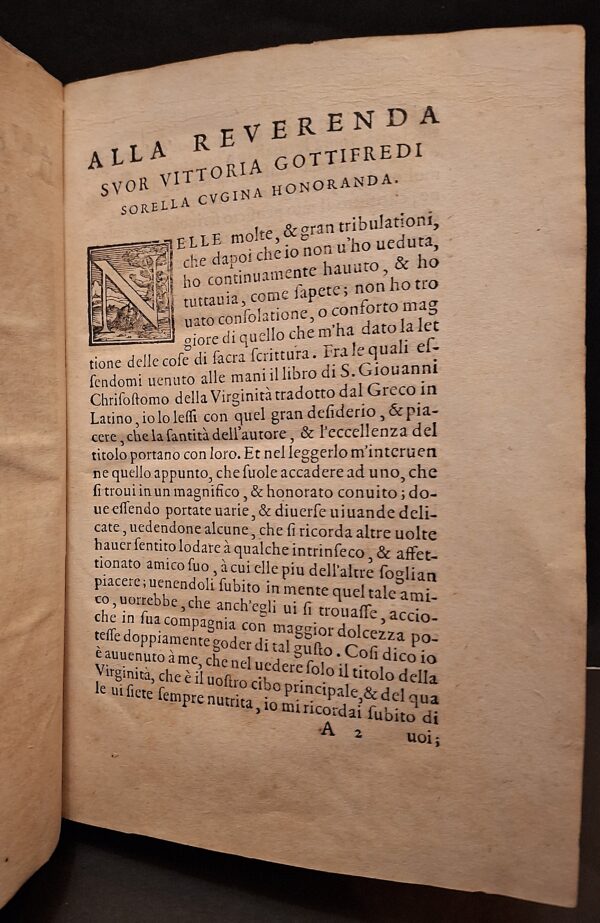 ALLA REVERENDA
SVOR VITTORIA GOTTIFREDI
SORELLA CVGINA HONORANDA.
NELLE molte, & gran tribulationi,
che dapoi che io non u'ho ueduta,
ho continuamente hauuto, & ho
tuttauia, come sapete; non ho tro
uato consolatione, o conforto mag
giore di quello che m'ha dato la let
tione delle cose di sacra scrittura. Fra le quali es-
sendomi uenuto alle mani il libro di S. Giouanni
Chrisostomo della Virginità tradotto dal Greco in
Latino, io lo lessi con quel gran desiderio, & pia-
cere, che la santità dell'autore, & l'eccellenza del
titolo portano con loro. Et nel leggerlo m'interuen
ne quello appunto, che suole accadere ad uno, che
si troui in un magnifico, & honorato conuito; do-
ue essendo portate uarie, & diuerse uiuande deli-
cate, uedendone alcune, che si ricorda altre uolte
hauer sentito lodare à qualche intrinseco, & affet-
tionato amico suo, à cui elle piu dell'altre soglian
piacere; uenendoli subito in mente quel tale ami-
co, uorrebbe, che anch'egli ui si trouasse, accio-
che in sua compagnia con maggior dolcezza po-
tesse doppiamente goder di tal gusto. Cosi dico io
è auuenuto à me, che nel uedere solo il titolo della
Virginità, che è il uostro cibo principale, & del qua
le ui siete sempre nutrita, io mi ricordai subito di
A 2 uoi;